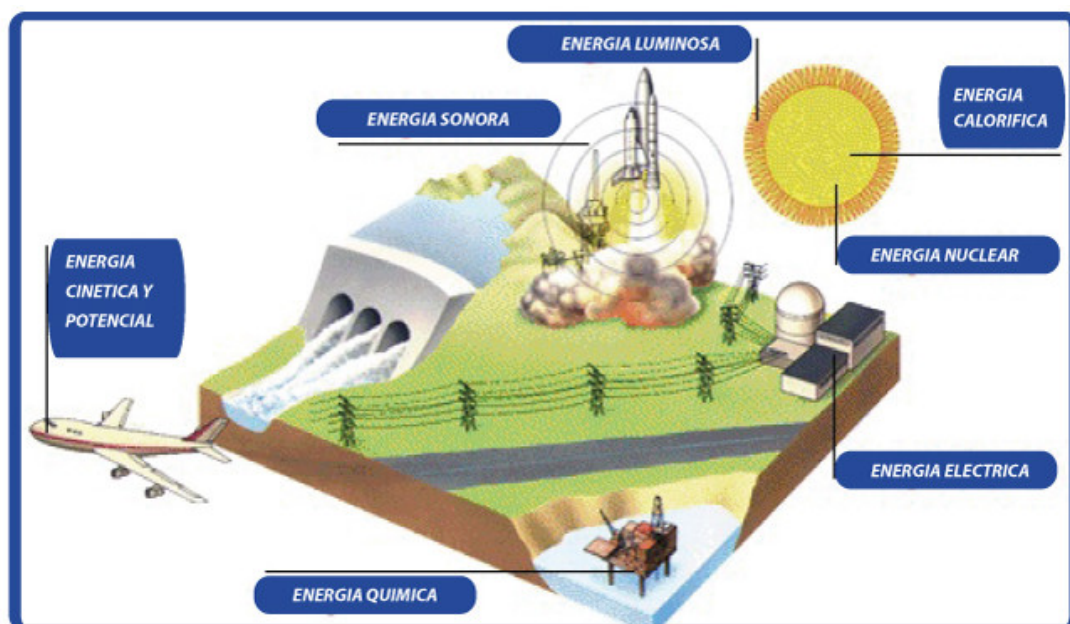 ENERGIA LUMINOSA
ENERGIA
CALORIFICA
ENERGIA SONORA
ENERGIA
CINETICA Y
POTENCIAL
ENERGIA NUCLEAR
ENERGIA ELECTRICA
ENERGIA QUIMICA